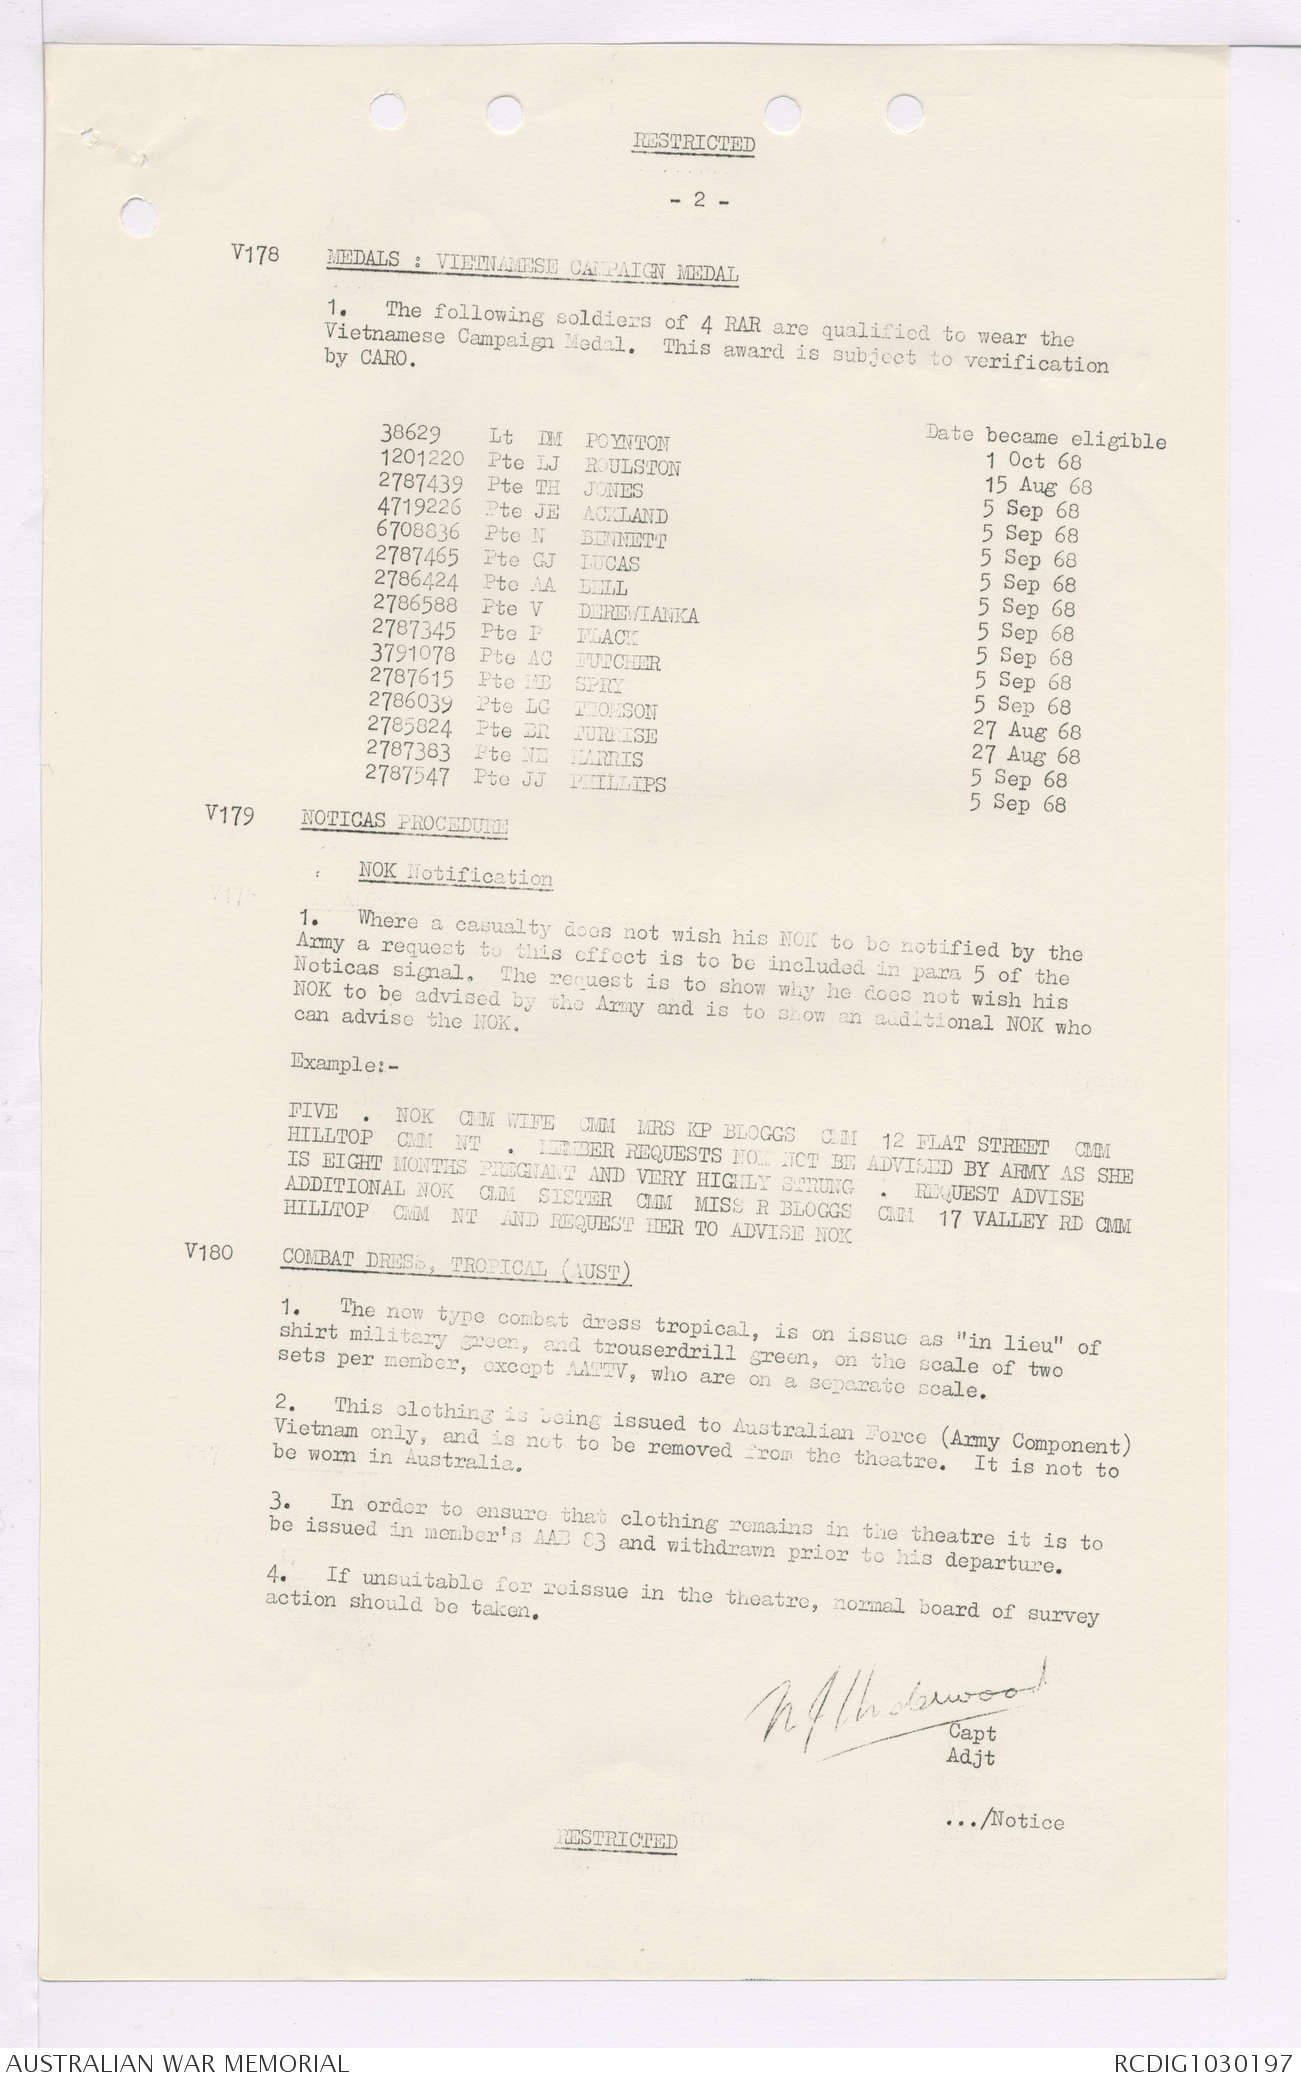 RESTRICTED
- 2 -
V178 MEDALS : VIETNAMESE CAMPAIGN MEDAL
1. The following soldiers of 4 RAR are qualified to wear the
Vietnamese Campaign Medal. This award is subject to verification
by CARO.
Date became eligible
38629 Lt DM POYNTON 1 Oct 68
1201220 Pte LJ ROULSTON 15 Aug 68
2787439 Pte TH JONES 5 Sep 68
4719226 Pte JE ACKLAND 5 Sep 68
6708836 Pte N BENNETT 5 Sep 68
2787465 Pte GJ LUCAS 5 Sep 68
2786424 Pte AA BELL 5 Sep 68
2786588 Pte V DEREWIANKA 5 Sep 68
2787345 Pte P FLACK 5 Sep 68
3791078 Pte AC FUTCHER 5 Sep 68
2787615 Pte MB SPRY 5 Sep 68
2786039 Pte LG THOMSON 27 Aug 68
2785824 Pte BR TURRISE 27 Aug 68
2787383 Pte NE HARRIS 5 Sep 68
2787547 Pte JJ PHILLIPS 5 Sep 68
V179 NOTICAS PROCEDURE
: NOK Notification
1. Where a casualty does not wish his NOK to be notified by the
Army a request to this effect is to be included in para 5 of the
Noticas signal. The request is to show why he does not wish his
NOK to be advised by the Army and is to show an additional NOK who
can advise the NOK.
Example:-
FIVE . NOK CMM WIFE CMM MRS KP BLOGGS CMM 12 FLAT STREET CMM
HILLTOP CMM NT . MEMBER REQUESTS NOK NOT BE ADVISED BY ARMY AS SHE
IS EIGHT MONTHS PREGNANT AND VERY HIGHLY STRUNG . REQUEST ADVISE
ADDITIONAL NOK CMM SISTER CMM MISS R BLOGGS CMM 17 VALLEY RD CMM
HILLTOP CMM NT AND REQUEST HER TO ADVISE NOK
V180 COMBAT DRESS, TROPICAL (AUST)
1. The new type combat dress tropical, is on issue as "in lieu" of
shirt military green, and trouserdrill green, on the scale of two
sets per member, except AATTV, who are on a separate scale.
2. This clothing is being issued to Australian Force (Army Component)
Vietnam only, and is not to be removed from the theatre. It is not to
be worn in Australia.
3. In order to ensure that clothing remains in the theatre it is to
be issued in member's AAB 83 and withdrawn prior to his departure.
4. If unsuitable for reissue in the theatre, normal board of survey
action should be taken.
Underwood
Capt
Adjt
.../Notice
RESTRICTED
AUSTRALIAN WAR MEMORIAL
RCDIG1030197